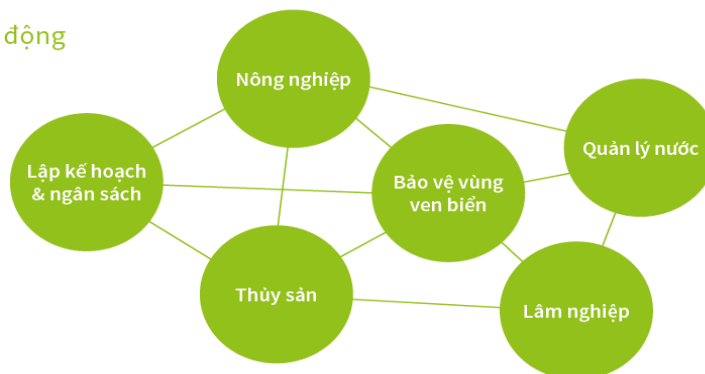 động
Nông nghiệp
Quản lý nước
Lập kế hoạch
& ngân sách
Bảo vệ vùng
ven biển
Thủy sản
Lâm nghiệp